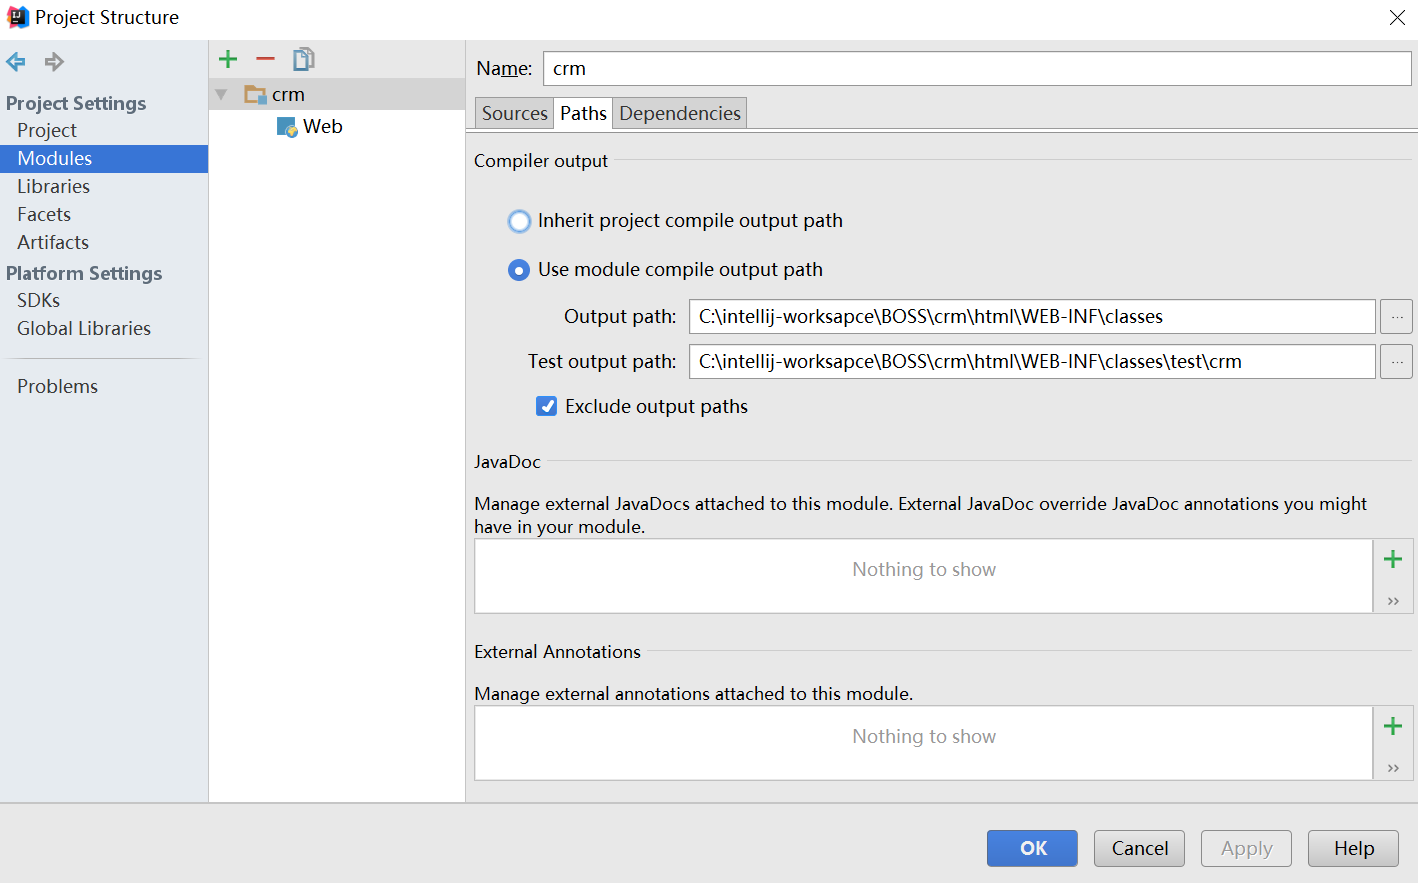 Project Structure
Project Settings
Project
Modules
Libraries
Facets
Artifacts
Platform Settings
SDKs
Global Libraries
Problems
crm
Web
Name: crm
Sources Paths Dependencies
Compiler output
Inherit project compile output path
Use module compile output path
Output path: C:\intellij-worksapce\BOSS\crm\html\WEB-INF\classes ...
Test output path: C:\intellij-worksapce\BOSS\crm\html\WEB-INF\classes\test\crm ...
Exclude output paths
JavaDoc
Manage external JavaDocs attached to this module. External JavaDoc override JavaDoc annotations you might
have in your module.
Nothing to show
External Annotations
Manage external annotations attached to this module.
Nothing to show
OK Cancel Apply Help